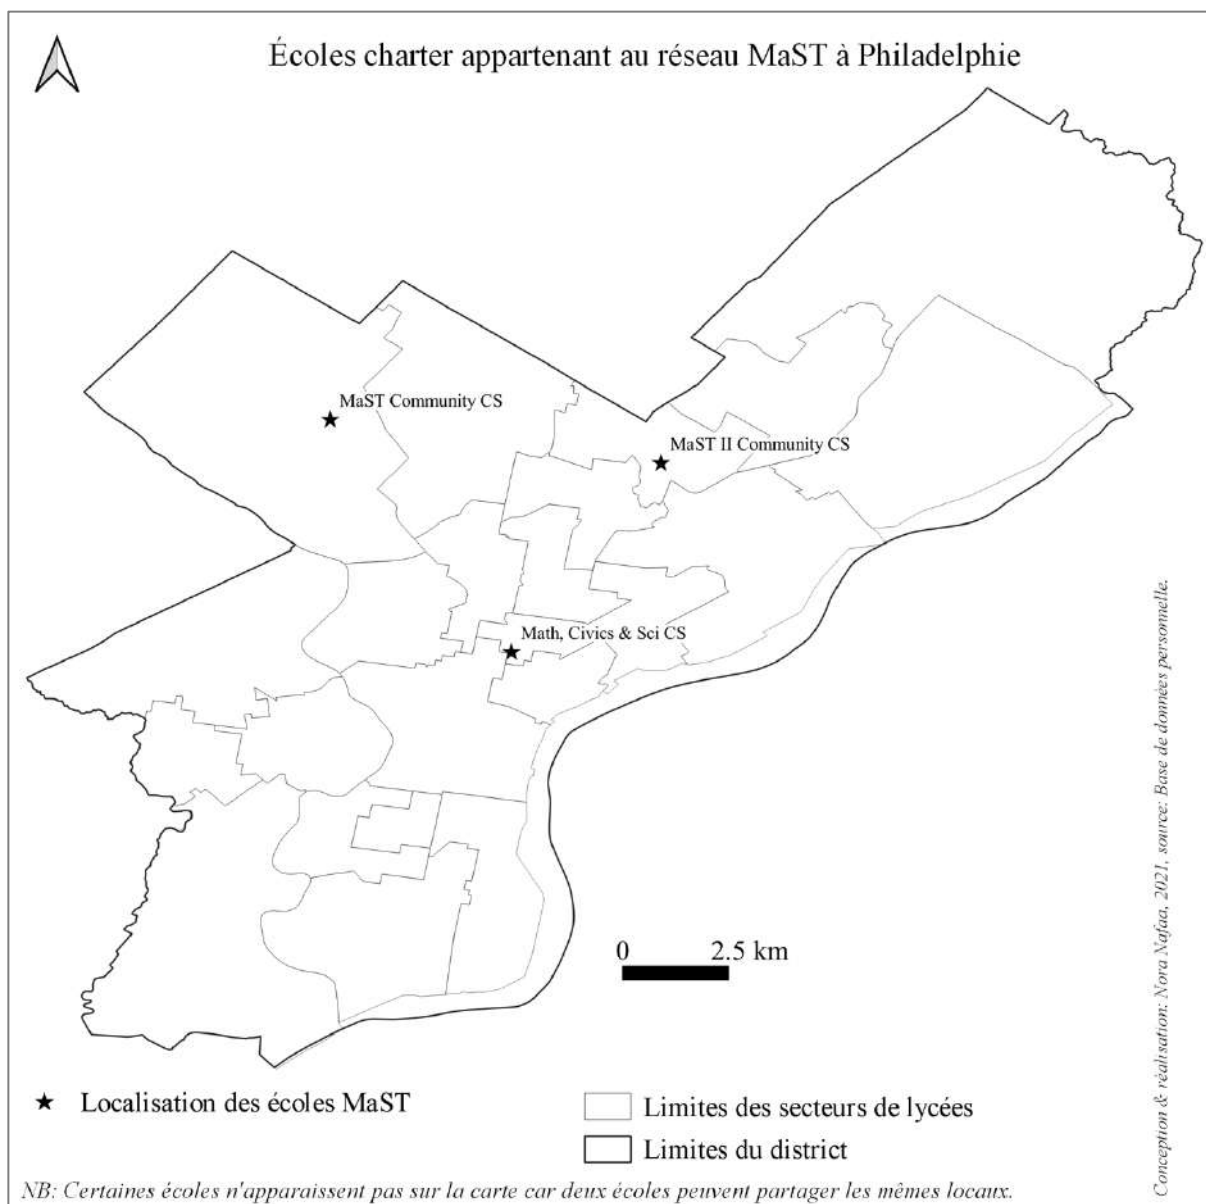 Écoles charter appartenant au réseau MaST à Philadelphie
MaST Community CS
MaST II Community CS
Math, Civics & Sci CS
0 2.5 km
Conception & réalisation: Nora Nafaa, 2021, source: Base de données personnelle.
Localisation des écoles MaST
Limites des secteurs de lycées
Limites du district
NB: Certaines écoles n'apparaissent pas sur la carte car deux écoles peuvent partager les mêmes locaux.